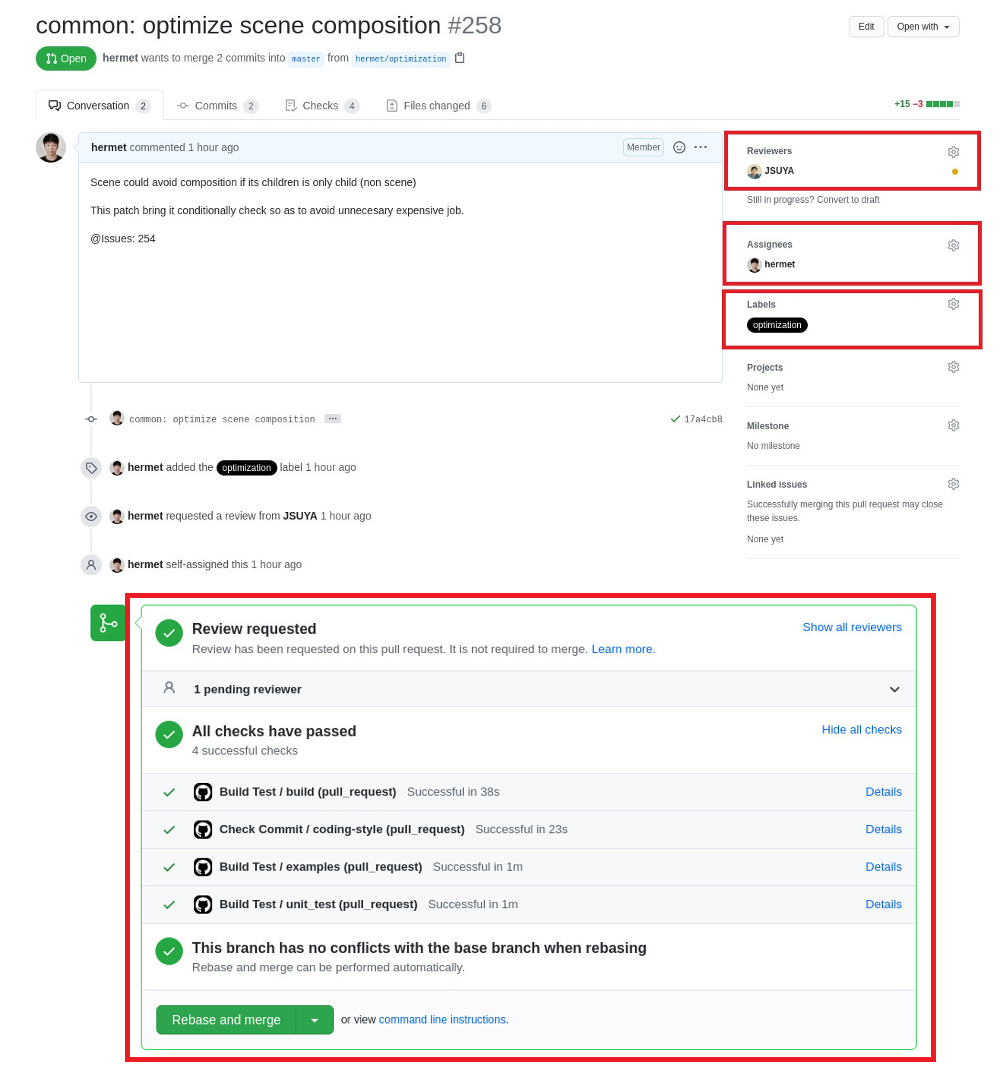 common: optimize scene composition #258
Edit
Open with
Open
hermet wants to merge 2 commits into master from hermet/optimization
Conversation 2
Commits 2
Checks 4
Files changed 6
+15 −3
hermet commented 1 hour ago
Member
Scene could avoid composition if its children is only child (non scene)
This patch bring it conditionally check so as to avoid unnecesary expensive job.
@Issues: 254
Reviewers
JSUYA
Still in progress? Convert to draft
Assignees
hermet
Labels
optimization
Projects
None yet
Milestone
No milestone
Linked issues
Successfully merging this pull request may close
these issues.
None yet
common: optimize scene composition
17a4cb8
hermet added the optimization label 1 hour ago
hermet requested a review from JSUYA 1 hour ago
hermet self-assigned this 1 hour ago
Review requested
Show all reviewers
Review has been requested on this pull request. It is not required to merge. Learn more.
1 pending reviewer
All checks have passed
Hide all checks
4 successful checks
Build Test / build (pull_request) Successful in 38s
Details
Check Commit / coding-style (pull_request) Successful in 23s
Details
Build Test / examples (pull_request) Successful in 1m
Details
Build Test / unit_test (pull_request) Successful in 1m
Details
This branch has no conflicts with the base branch when rebasing
Rebase and merge can be performed automatically.
Rebase and merge
or view command line instructions.